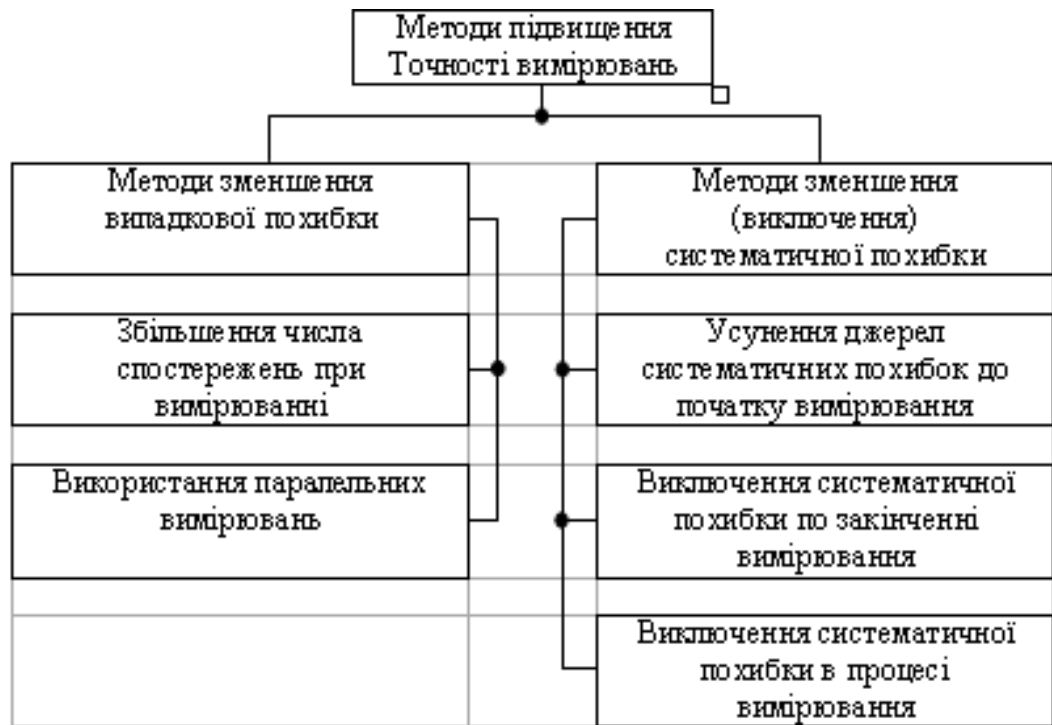 Методи підвищення
Точності вимірювань
Методи зменшення
випадкової похибки
Методи зменшення
(виключення)
систематичної похибки
Збільшення числа
спостережень при
вимірюванні
Усунення джерел
систематичних похибок до
початку вимірювання
Використання паралельних
вимірювань
Виключення систематичної
похибки по закінченні
вимірювання
Виключення систематичної
похибки в процесі
вимірювання